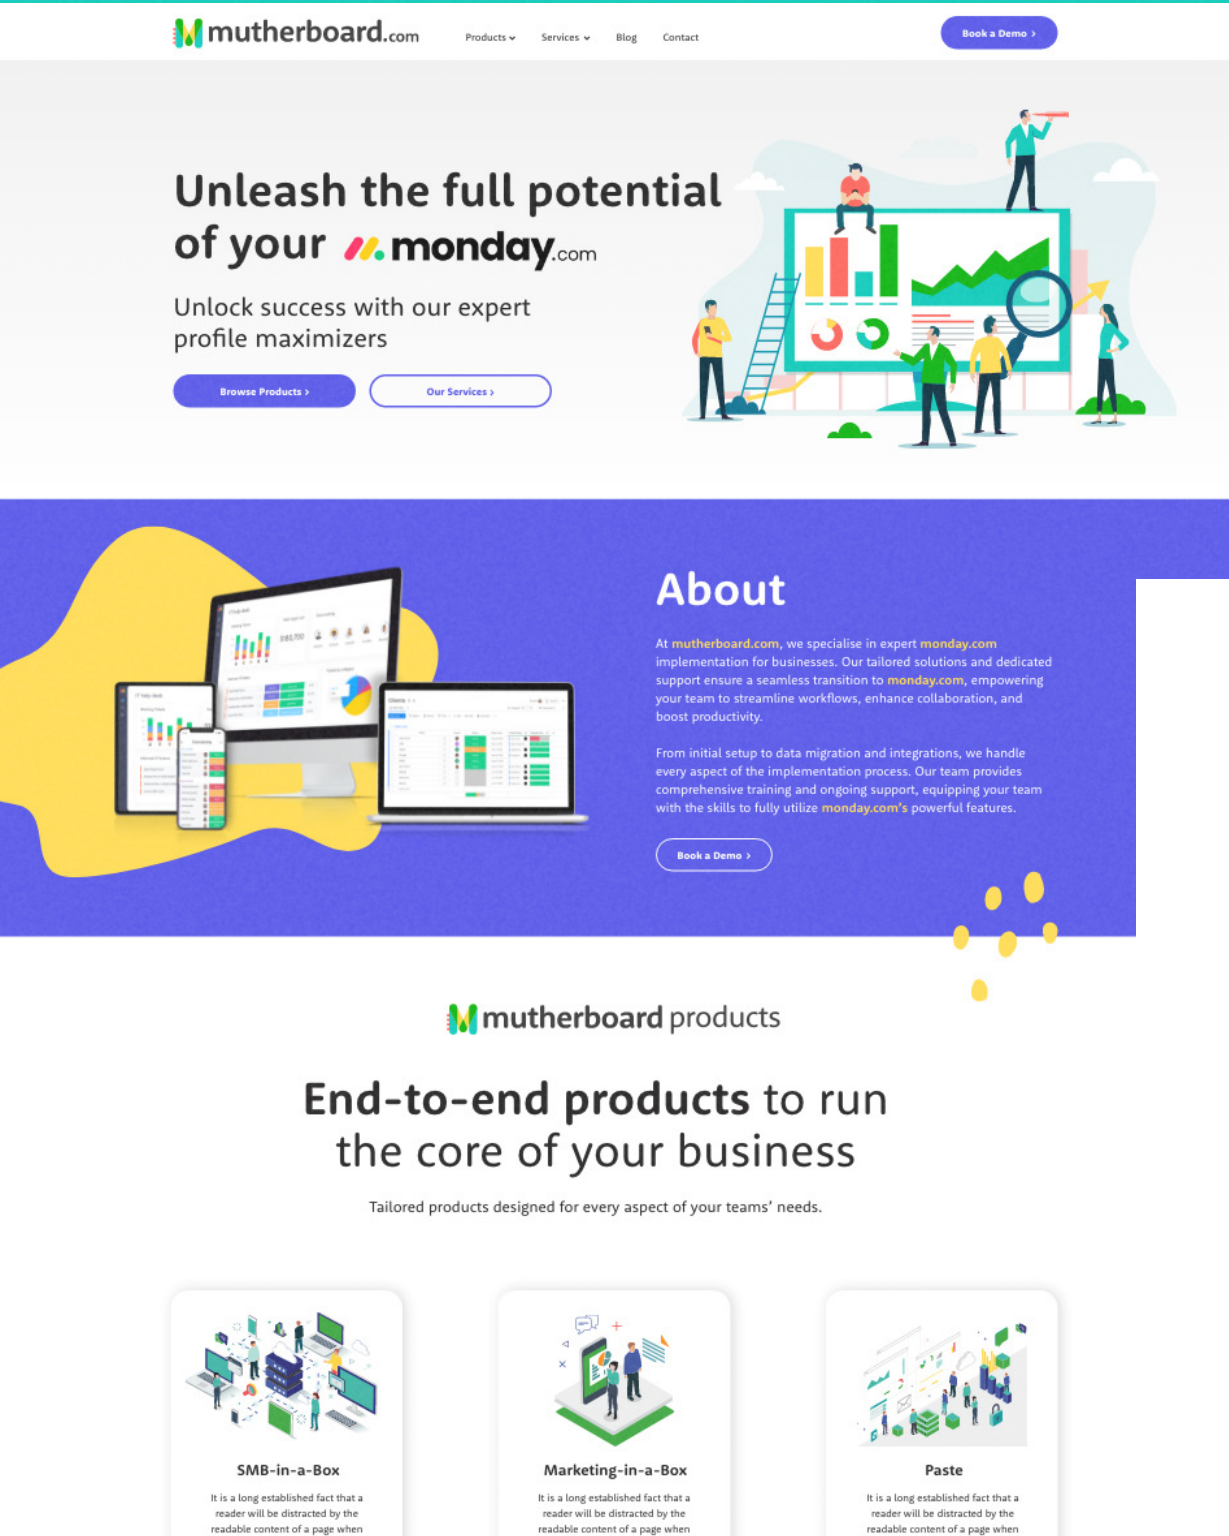 mutherboard.com
Products
Services
Blog
Contact
Book a Demo >
Unleash the full potential
of your monday.com
Unlock success with our expert
profile maximizers
Browse Products >
Our Services >
About
At mutherboard.com, we specialise in expert monday.com
implementation for businesses. Our tailored solutions and dedicated
support ensure a seamless transition to monday.com, empowering
your team to streamline workflows, enhance collaboration, and
boost productivity.
From initial setup to data migration and integrations, we handle
every aspect of the implementation process. Our team provides
comprehensive training and ongoing support, equipping your team
with the skills to fully utilize monday.com's powerful features.
Book a Demo >
mutherboard products
End-to-end products to run
the core of your business
Tailored products designed for every aspect of your teams' needs.
SMB-in-a-Box
It is a long established fact that a
reader will be distracted by the
readable content of a page when
Marketing-in-a-Box
It is a long established fact that a
reader will be distracted by the
readable content of a page when
Paste
It is a long established fact that a
reader will be distracted by the
readable content of a page when